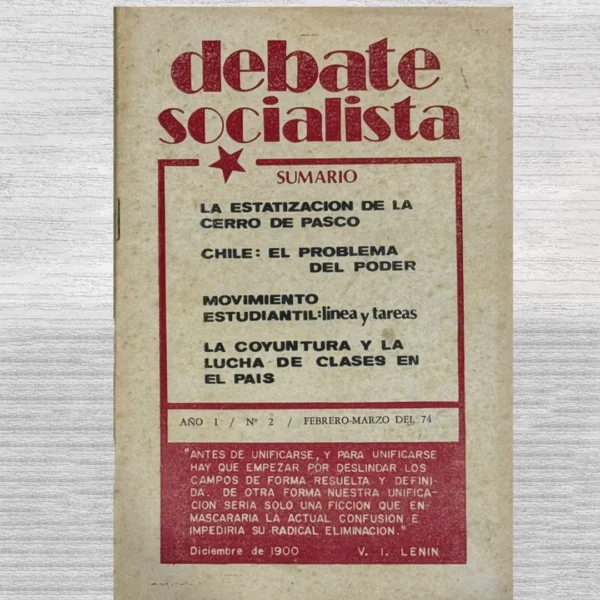 debate
socialista
SUMARIO
LA ESTATIZACION DE LA
CERRO DE PASCO
CHILE: EL PROBLEMA
DEL PODER
MOVIMIENTO
ESTUDIANTIL: linea y tareas
LA COYUNTURA Y LA
LUCHA DE CLASES EN
EL PAIS
AÑO 1 / Nº 2 / FEBRERO-MARZO DEL 74
"ANTES DE UNIFICARSE, Y PARA UNIFICARSE
HAY QUE EMPEZAR POR DESLINDAR LOS
CAMPOS DE FORMA RESUELTA Y DEFINI-
DA. DE OTRA FORMA NUESTRA UNIFICA-
CION SERIA SOLO UNA FICCION QUE EN-
MASCARARIA LA ACTUAL CONFUSION E
IMPEDIRIA SU RADICAL ELIMINACION."
Diciembre de 1900 V. I. LENIN